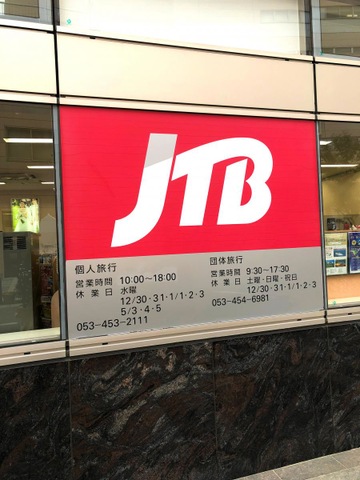 JTB
個人旅行
営業時間 10:00～18:00
休業日 水曜
12/30・31・1/1・2・3
5/3・4・5
053-453-2111
団体旅行
営業時間 9:30～17:30
休業日 土曜・日曜・祝日
12/30・31・1/1・2・3
053-454-6981